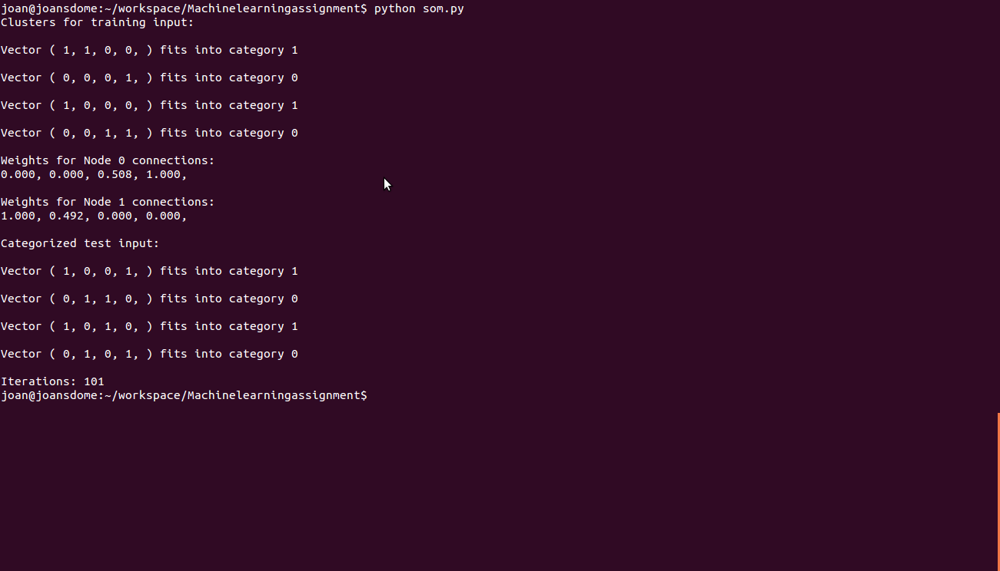 joan@joansdome:~/workspace/Machinelearningassignment$ python som.py
Clusters for training input:
Vector ( 1, 1, 0, 0, ) fits into category 1
Vector ( 0, 0, 0, 1, ) fits into category 0
Vector ( 1, 0, 0, 0, ) fits into category 1
Vector ( 0, 0, 1, 1, ) fits into category 0
Weights for Node 0 connections:
0.000, 0.000, 0.508, 1.000,
Weights for Node 1 connections:
1.000, 0.492, 0.000, 0.000,
Categorized test input:
Vector ( 1, 0, 0, 1, ) fits into category 1
Vector ( 0, 1, 1, 0, ) fits into category 0
Vector ( 1, 0, 1, 0, ) fits into category 1
Vector ( 0, 1, 0, 1, ) fits into category 0
Iterations: 101
joan@joansdome:~/workspace/Machinelearningassignment$